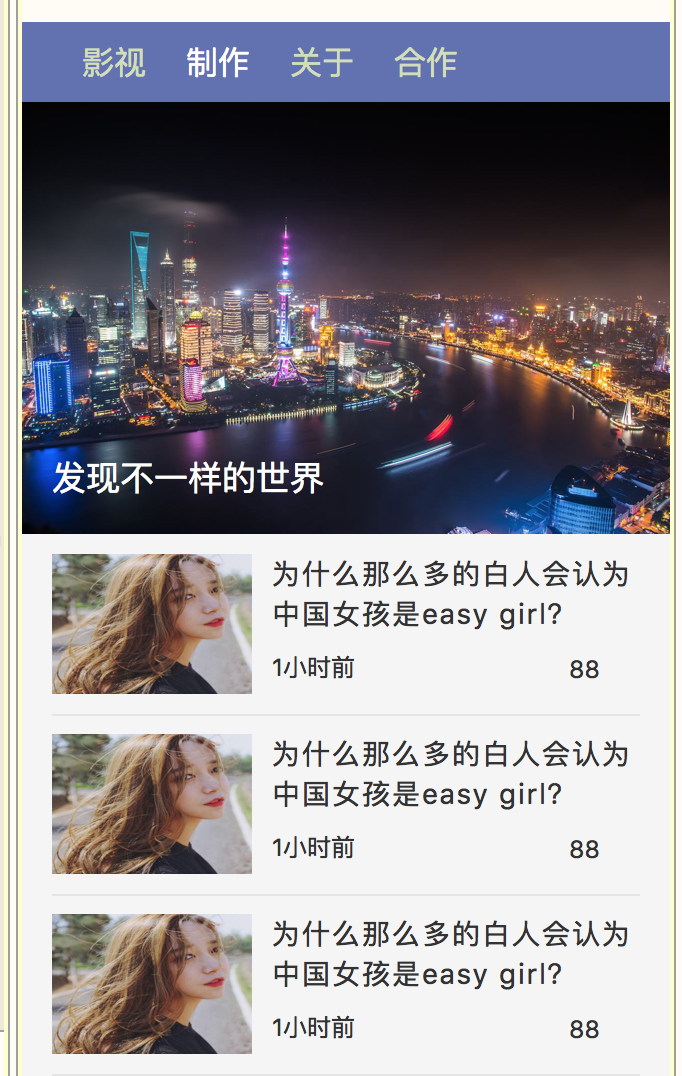 影视 制作 关于 合作
发现不一样的世界
为什么那么多的白人会认为
中国女孩是easy girl?
1小时前 88
为什么那么多的白人会认为
中国女孩是easy girl?
1小时前 88
为什么那么多的白人会认为
中国女孩是easy girl?
1小时前 88